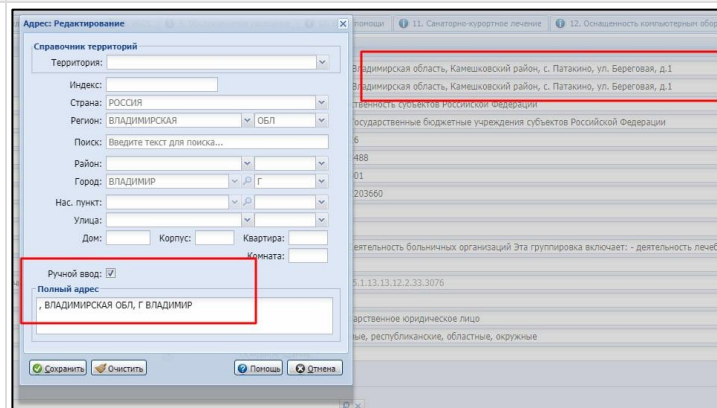 Адрес: Редактирование
помощи
11. Санаторно-курортное лечение
12. Оснащенность компьютерным обор
Справочник территорий
Территория:
Индекс:
Страна: РОССИЯ
Регион: ВЛАДИМИРСКАЯ ОБЛ
Поиск: Введите текст для поиска...
Район:
Город: ВЛАДИМИР Г
Нас. пункт:
Улица:
Дом: Корпус: Квартира:
Комната:
Ручной ввод:
Полный адрес
, ВЛАДИМИРСКАЯ ОБЛ, Г ВЛАДИМИР
Сохранить Очистить Помощь Отмена
Владимирская область, Камешковский район, с. Патакино, ул. Береговая, д.1
Владимирская область, Камешковский район, с. Патакино, ул. Береговая, д.1
твенность субъектов Российской Федерации
осударственные бюджетные учреждения субъектов Российской Федерации
6
488
01
203660
еятельность больничных организаций Эта группировка включает: - деятельность лечеб
5.1.13.13.12.2.33.3076
арственное юридическое лицо
ые, республиканские, областные, окружные